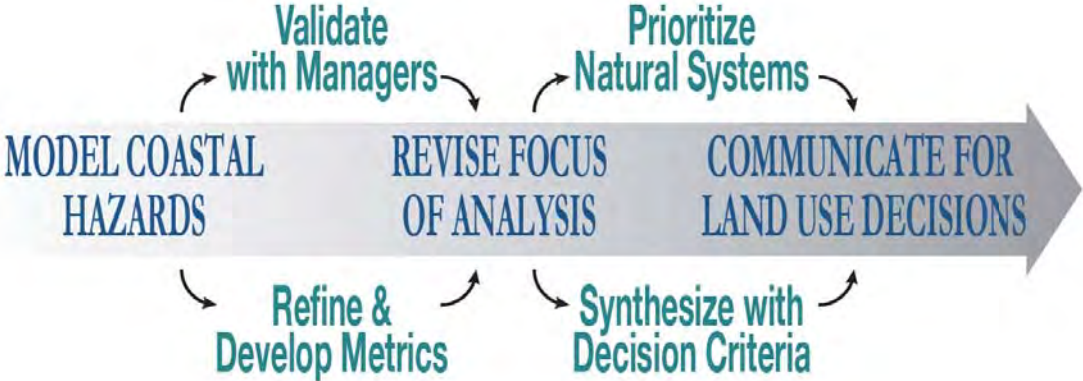 Validate
with Managers
Prioritize
Natural Systems
MODEL COASTAL
HAZARDS
REVISE FOCUS
OF ANALYSIS
COMMUNICATE FOR
LAND USE DECISIONS
Refine &
Develop Metrics
Synthesize with
Decision Criteria